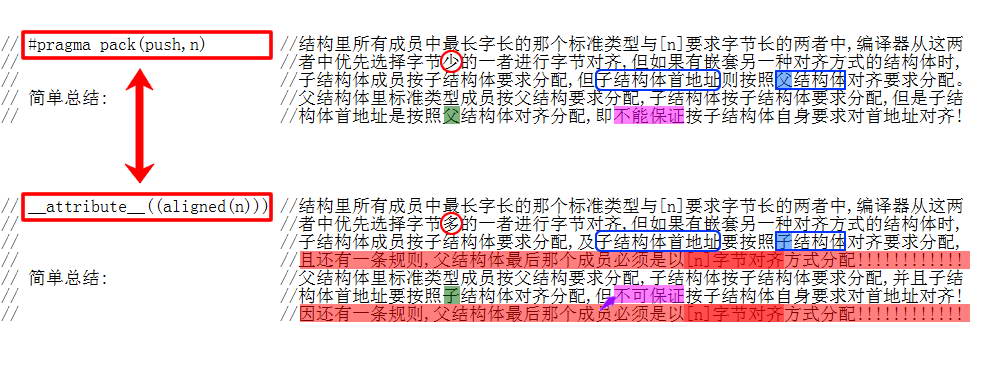 // #pragma pack(push,n) //结构里所有成员中最长字长的那个标准类型与[n]要求字节长的两者中,编译器从这两
// //者中优先选择字节少的一者进行字节对齐,但如果有嵌套另一种对齐方式的结构体时,
// //子结构体成员按子结构体要求分配,但子结构体首地址则按照父结构体对齐要求分配。
// 简单总结: //父结构体里标准类型成员按父结构要求分配,子结构体按子结构体要求分配,但是子结
// //构体首地址是按照父结构体对齐分配,即不能保证按子结构体自身要求对首地址对齐!
// __attribute__((aligned(n))) //结构里所有成员中最长字长的那个标准类型与[n]要求字节长的两者中,编译器从这两
// //者中优先选择字节多的一者进行字节对齐,但如果有嵌套另一种对齐方式的结构体时,
// //子结构体成员按子结构体要求分配,及子结构体首地址要按照子结构体对齐要求分配,
// //且还有一条规则,父结构体最后那个成员必须是以[n]字节对齐方式分配!!!!!!!!!!!!
// 简单总结: //父结构体里标准类型成员按父结构要求分配,子结构体按子结构体要求分配,并且子结
// //构体首地址要按照子结构体对齐分配,但不可保证按子结构体自身要求对首地址对齐!
// //因还有一条规则,父结构体最后那个成员必须是以[n]字节对齐方式分配!!!!!!!!!!!!